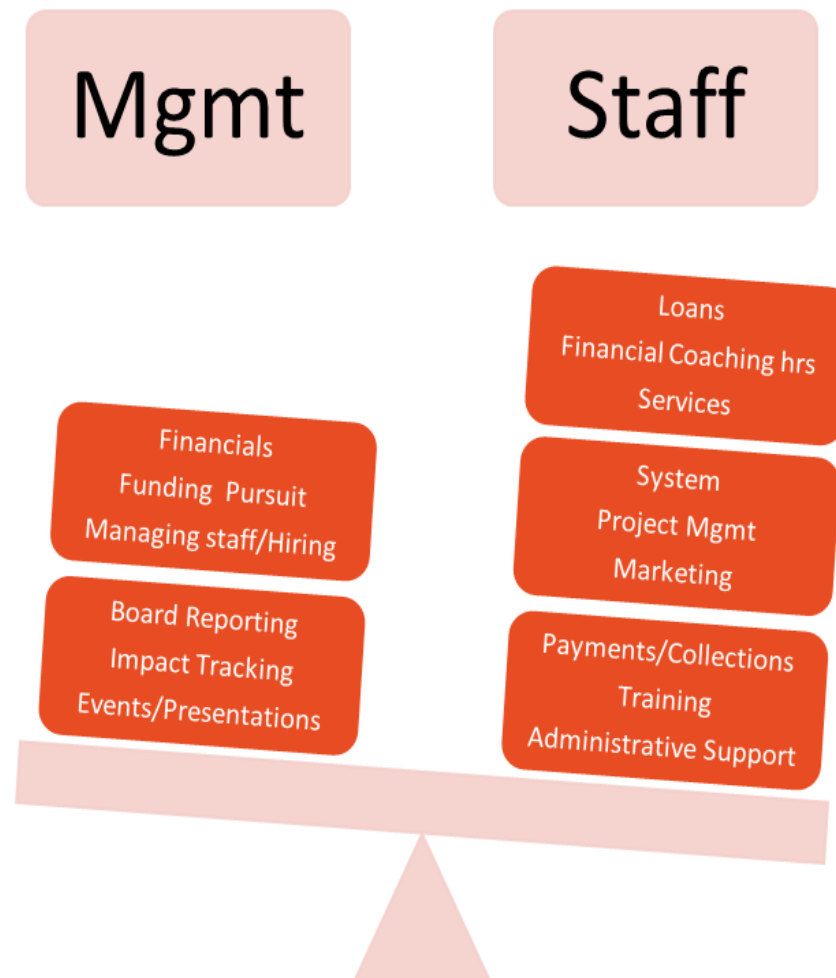 Mgmt
Staff
Financials
Funding Pursuit
Managing staff/Hiring
Board Reporting
Impact Tracking
Events/Presentations
Loans
Financial Coaching hrs
Services
System
Project Mgmt
Marketing
Payments/Collections
Training
Administrative Support